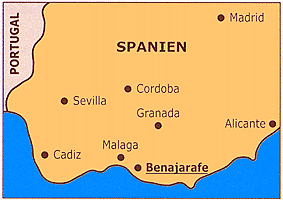 PORTUGAL
Madrid
SPANIEN
Cordoba
Sevilla
Granada
Alicante
Malaga
Cadiz
Benajarafe